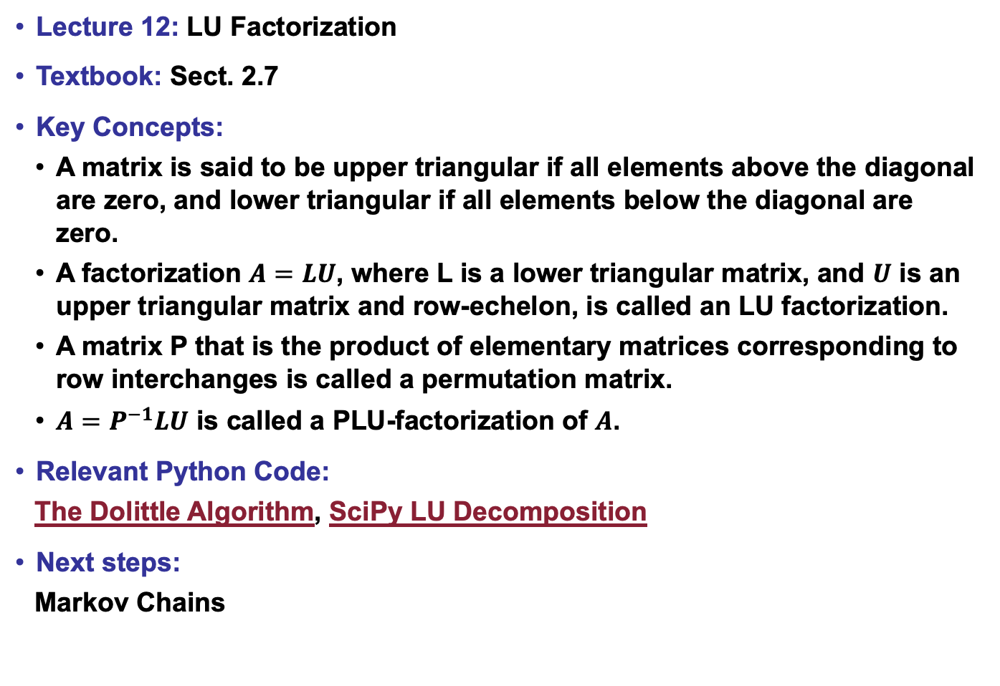 • Lecture 12: LU Factorization
• Textbook: Sect. 2.7
• Key Concepts:
• A matrix is said to be upper triangular if all elements above the diagonal
are zero, and lower triangular if all elements below the diagonal are
zero.
• A factorization A = LU, where L is a lower triangular matrix, and U is an
upper triangular matrix and row-echelon, is called an LU factorization.
• A matrix P that is the product of elementary matrices corresponding to
row interchanges is called a permutation matrix.
• A = P⁻¹LU is called a PLU-factorization of A.
• Relevant Python Code:
The Dolittle Algorithm, SciPy LU Decomposition
• Next steps:
Markov Chains